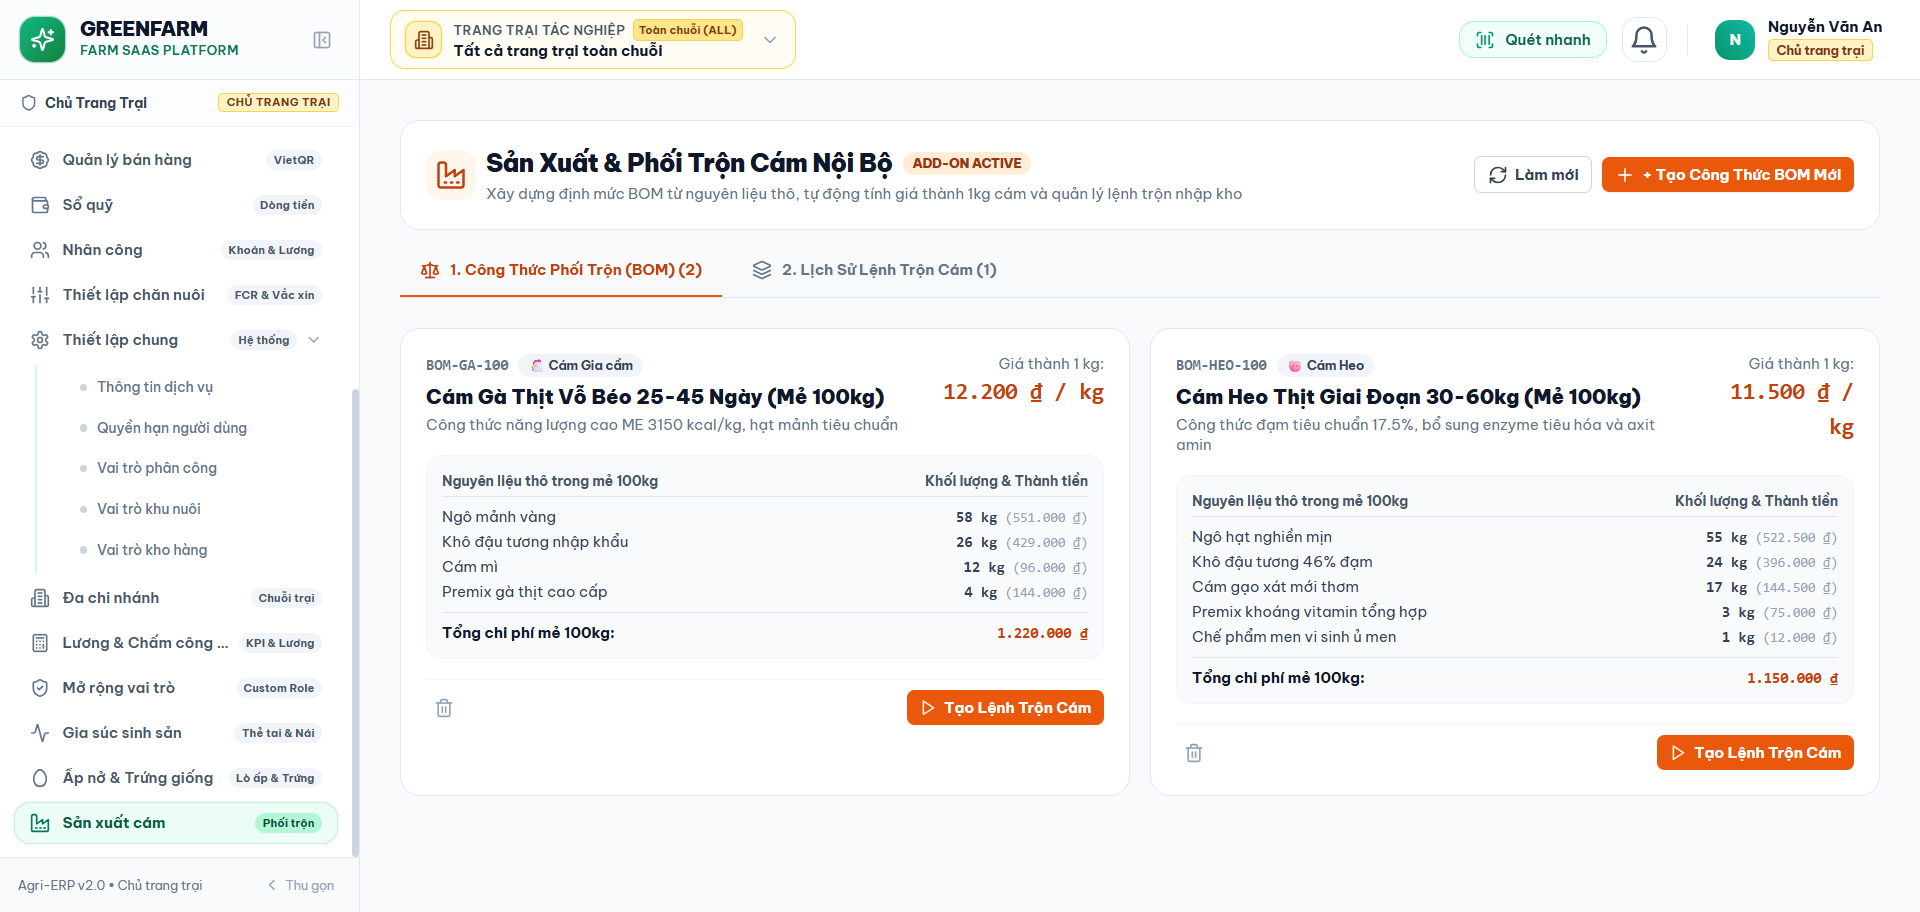 GREENFARM
FARM SAAS PLATFORM
Chủ Trang Trại
CHỦ TRANG TRẠI
Quản lý bán hàng
VietQR
Sổ quỹ
Dòng tiền
Nhân công
Khoán & Lương
Thiết lập chăn nuôi
FCR & Vắc xin
Thiết lập chung
Hệ thống
Thông tin dịch vụ
Quyền hạn người dùng
Vai trò phân công
Vai trò khu nuôi
Vai trò kho hàng
Đa chi nhánh
Chuỗi trại
Lương & Chấm công ...
KPI & Lương
Mở rộng vai trò
Custom Role
Gia súc sinh sản
Thẻ tai & Nái
Ấp nở & Trứng giống
Lò ấp & Trứng
Sản xuất cám
Phối trộn
Agri-ERP v2.0 • Chủ trang trại
Thu gọn
TRANG TRẠI TÁC NGHIỆP
Toàn chuỗi (ALL)
Tất cả trang trại toàn chuỗi
Quét nhanh
N
Nguyễn Văn An
Chủ trang trại
Sản Xuất & Phối Trộn Cám Nội Bộ
ADD-ON ACTIVE
Xây dựng định mức BOM từ nguyên liệu thô, tự động tính giá thành 1kg cám và quản lý lệnh trộn nhập kho
Làm mới
+ Tạo Công Thức BOM Mới
1. Công Thức Phối Trộn (BOM) (2)
2. Lịch Sử Lệnh Trộn Cám (1)
BOM-GA-100
Cám Gia cầm
Giá thành 1 kg:
Cám Gà Thịt Vỗ Béo 25-45 Ngày (Mẻ 100kg)
12.200 ₫ / kg
Công thức năng lượng cao ME 3150 kcal/kg, hạt mảnh tiêu chuẩn
Nguyên liệu thô trong mẻ 100kg
Khối lượng & Thành tiền
Ngô mảnh vàng
58 kg (551.000 ₫)
Khô đậu tương nhập khẩu
26 kg (429.000 ₫)
Cám mì
12 kg (96.000 ₫)
Premix gà thịt cao cấp
4 kg (144.000 ₫)
Tổng chi phí mẻ 100kg:
1.220.000 ₫
Tạo Lệnh Trộn Cám
BOM-HEO-100
Cám Heo
Giá thành 1 kg:
Cám Heo Thịt Giai Đoạn 30-60kg (Mẻ 100kg)
11.500 ₫ /
kg
Công thức đạm tiêu chuẩn 17.5%, bổ sung enzyme tiêu hóa và axit
amin
Nguyên liệu thô trong mẻ 100kg
Khối lượng & Thành tiền
Ngô hạt nghiền mịn
55 kg (522.500 ₫)
Khô đậu tương 46% đạm
24 kg (396.000 ₫)
Cám gạo xát mới thơm
17 kg (144.500 ₫)
Premix khoáng vitamin tổng hợp
3 kg (75.000 ₫)
Chế phẩm men vi sinh ủ men
1 kg (12.000 ₫)
Tổng chi phí mẻ 100kg:
1.150.000 ₫
Tạo Lệnh Trộn Cám